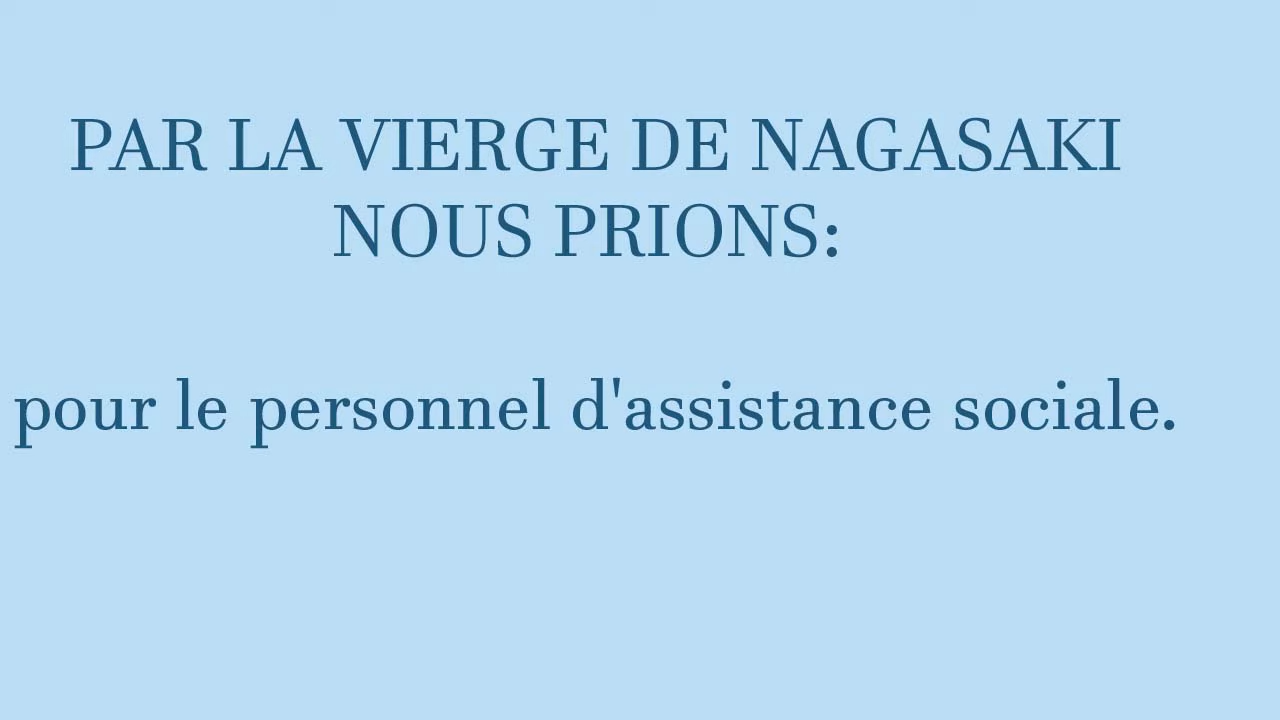 PAR LA VIERGE DE NAGASAKI
NOUS PRIONS:
pour le personnel d'assistance sociale.